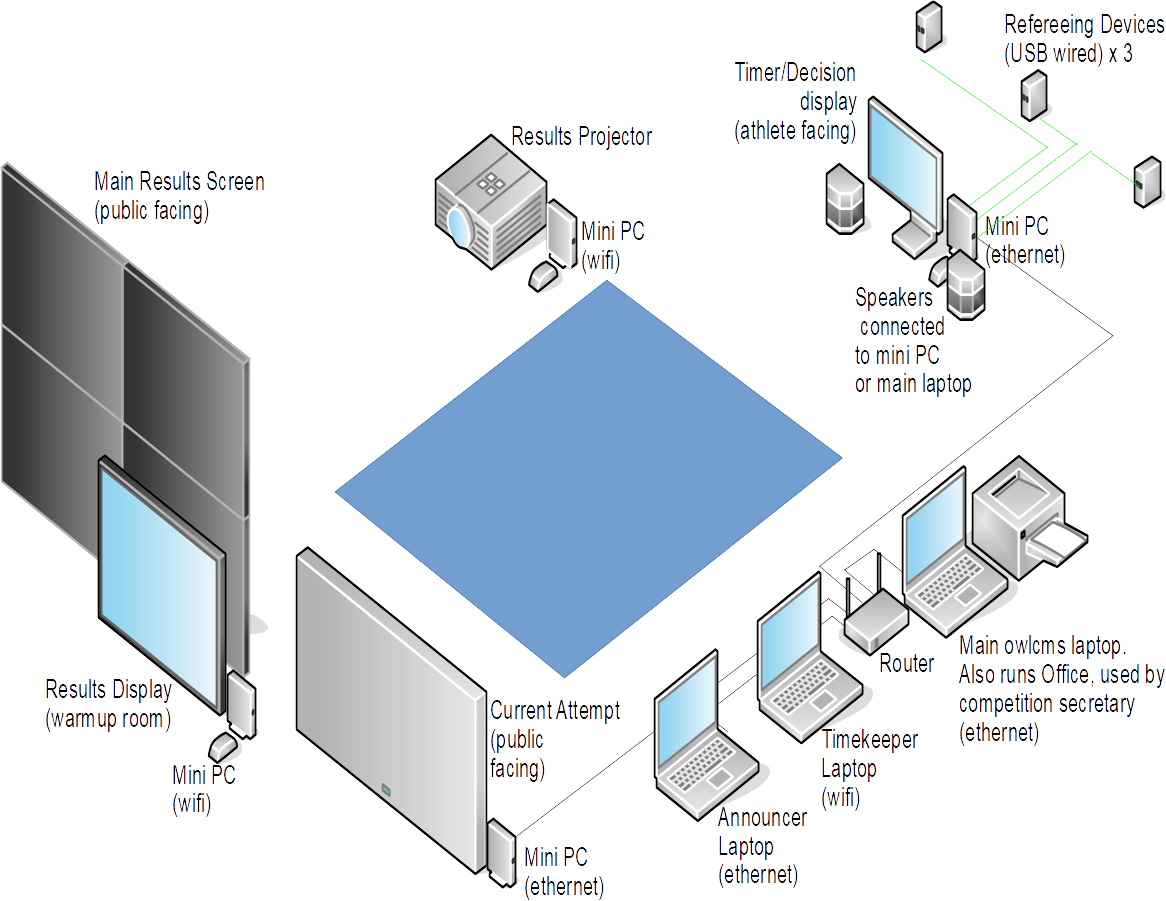 Refereeing Devices
(USB wired) x 3
Timer/Decision
display
(athlete facing)
Results Projector
Main Results Screen
(public facing)
Mini PC
(wifi)
Mini PC
(ethernet)
Speakers
connected
to mini PC
or main laptop
Main owlcms laptop.
Also runs Office, used by
competition secretary
(ethernet)
Router
Results Display
(warmup room)
Current Attempt
(public
facing)
Timekeeper
Laptop
(wifi)
Mini PC
(wifi)
Announcer
Laptop
(ethernet)
Mini PC
(ethernet)